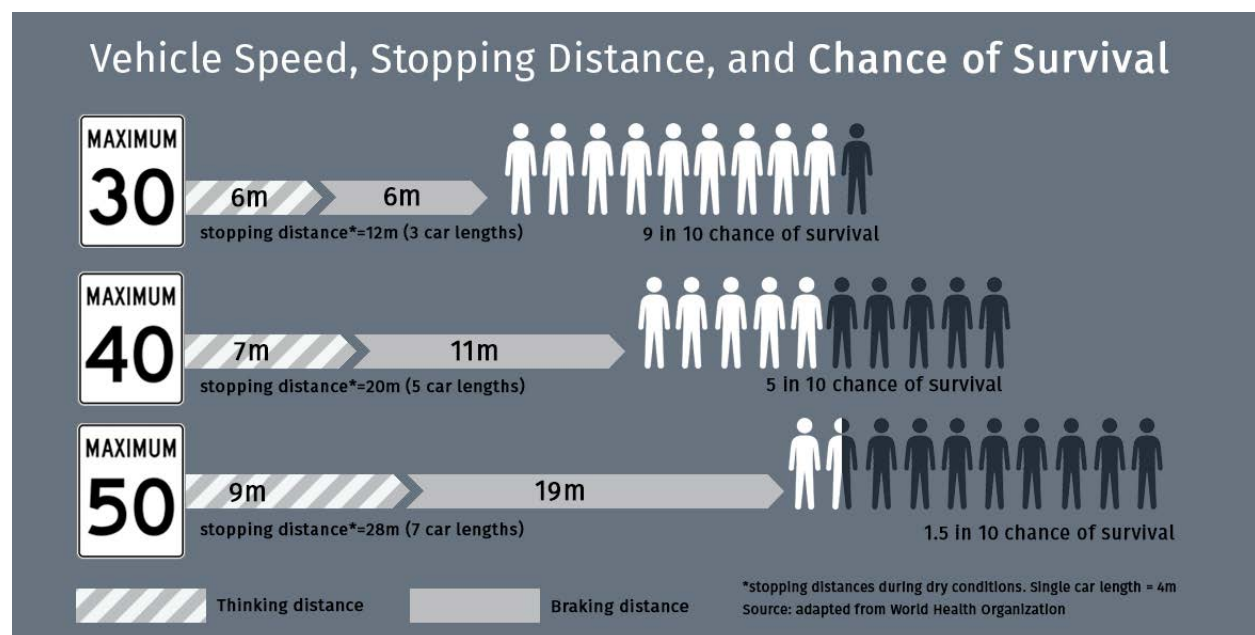 Vehicle Speed, Stopping Distance, and Chance of Survival
MAXIMUM
30
6m
6m
stopping distance*=12m (3 car lengths)
9 in 10 chance of survival
MAXIMUM
40
7m
11m
stopping distance*=20m (5 car lengths)
5 in 10 chance of survival
MAXIMUM
50
9m
19m
stopping distance*=28m (7 car lengths)
1.5 in 10 chance of survival
Thinking distance
Braking distance
*stopping distances during dry conditions. Single car length = 4m
Source: adapted from World Health Organization